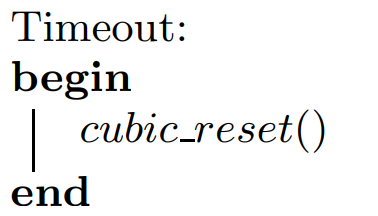 Timeout:
begin
cubic_reset()
end